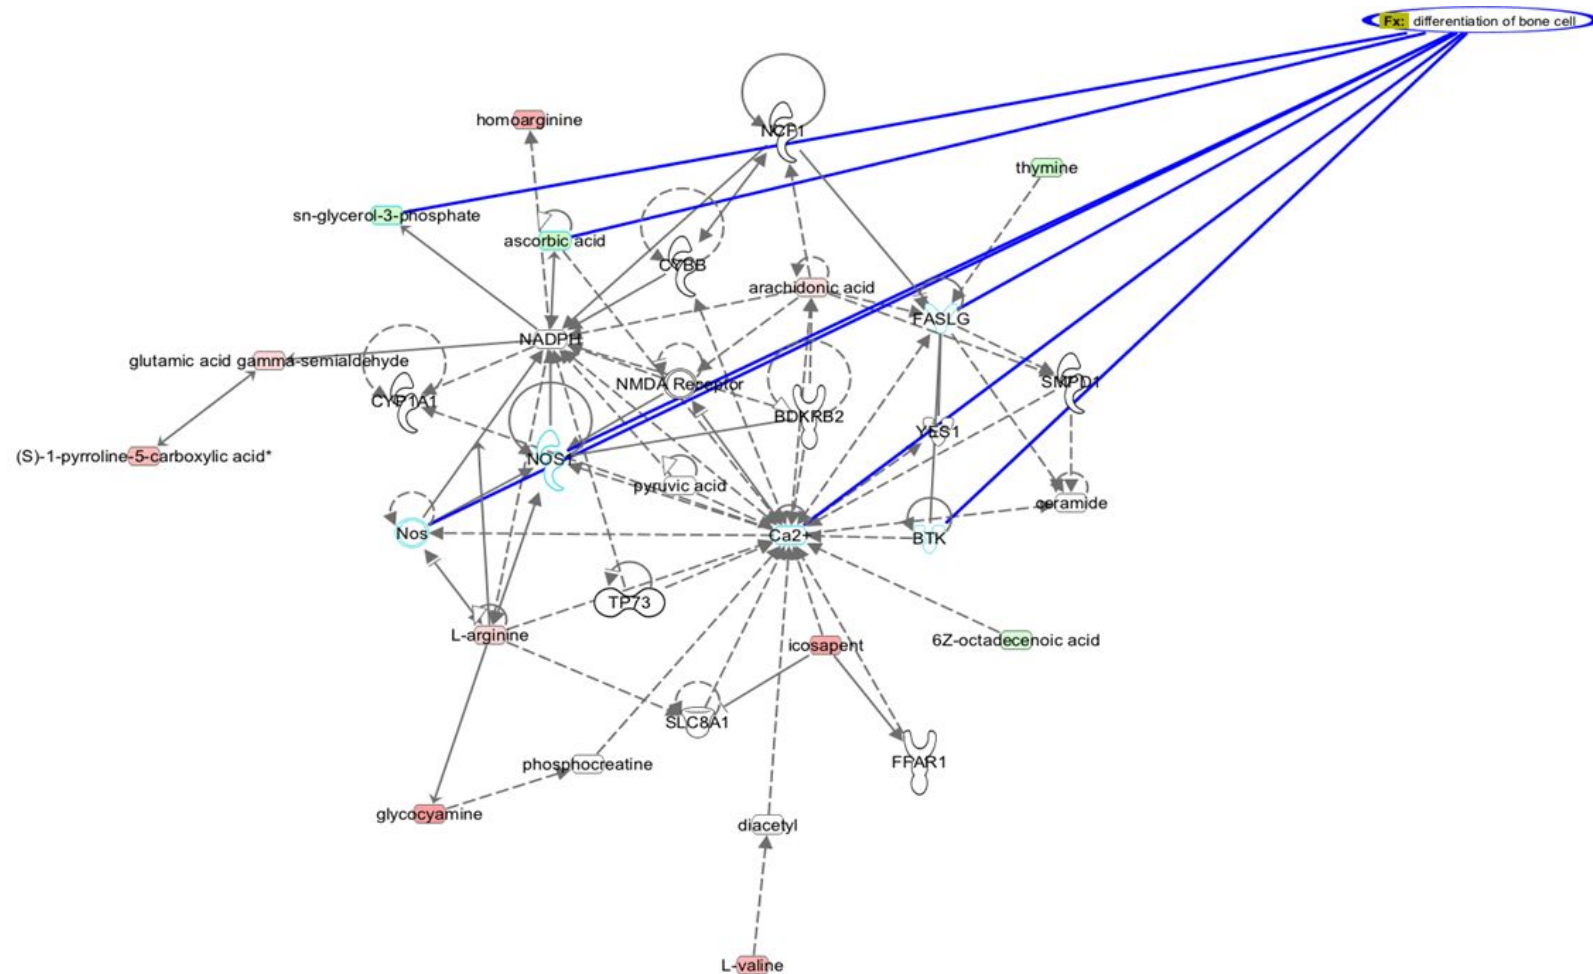 Fx: differentiation of bone cell
homoarginine
NCF1
thymine
sn-glycerol-3-phosphate
ascorbic acid
CYBB
arachidonic acid
FASLG
NADPH
glutamic acid gamma-semialdehyde
NMDA Receptor
SMPD1
CYP1A1
BDKRB2
YES1
(S)-1-pyrroline-5-carboxylic acid*
NOS1
pyruvic acid
ceramide
Nos
Ca2+
BTK
TP73
L-arginine
icosapent
6Z-octadecenoic acid
SLC8A1
phosphocreatine
FFAR1
glycocyamine
diacetyl
L-valine